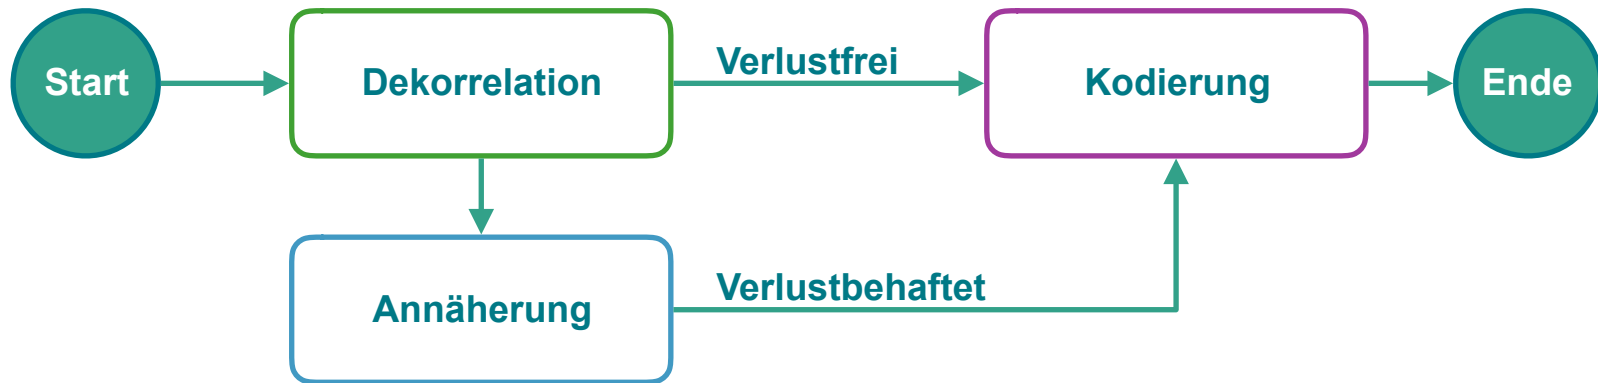 Start
Dekorrelation
Verlustfrei
Kodierung
Ende
Annäherung
Verlustbehaftet